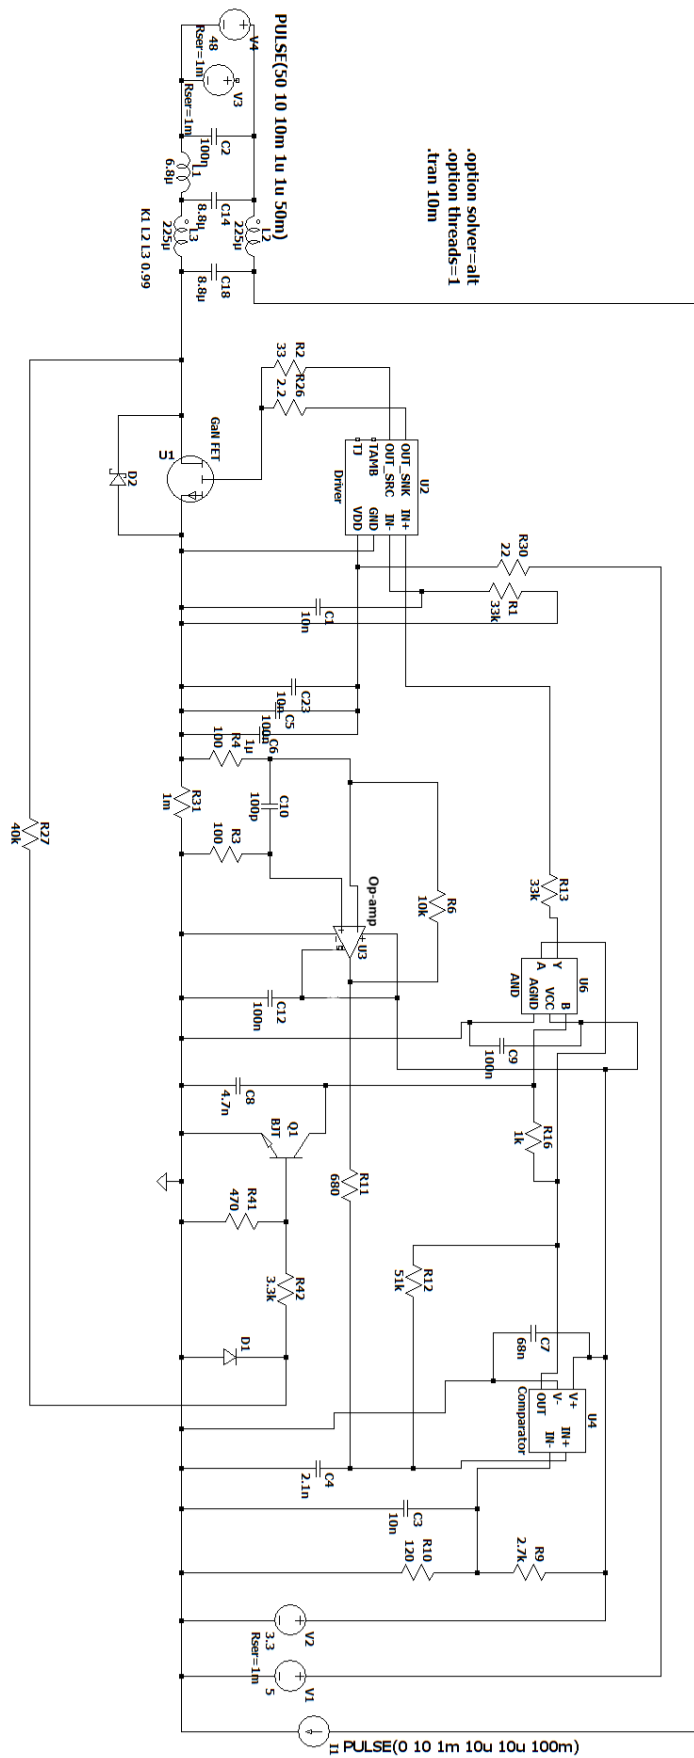 PULSE(50 10 10m 1u 1u 50m)
V4
48
Rser=1m
V3
Rser=1m
C2
100n
L1
6.8µ
C14
8.8µ
L2
225µ
L3
225µ
K1 L2 L3 0.99
C18
8.8µ
.option solver=alt
.option threads=1
.tran 10m
R2
33
R26
2.2
GaN FET
U1
D2
U2
OUT_SNK
OUT_SRC
TAMB
TJ
IN+
IN-
GND
VDD
Driver
R30
22
R1
33k
C1
10n
C23
10n
C5
100n
C6
1µ
R4
100
R31
1m
C10
100p
R3
100
R27
40k
Op-amp
U3
R6
10k
R13
33k
U6
Y
A
B
VCC
AGND
AND
C12
100n
C9
100n
C8
4.7n
Q1
BJT
R16
1k
R11
680
R41
470
R42
3.3k
R12
51k
D1
C7
68n
U4
V+
V-
OUT
IN+
IN-
Comparator
C4
2.1n
C3
10n
R10
120
R9
2.7k
V2
3.3
Rser=1m
V1
5
I1
PULSE(0 10 1m 10u 10u 100m)